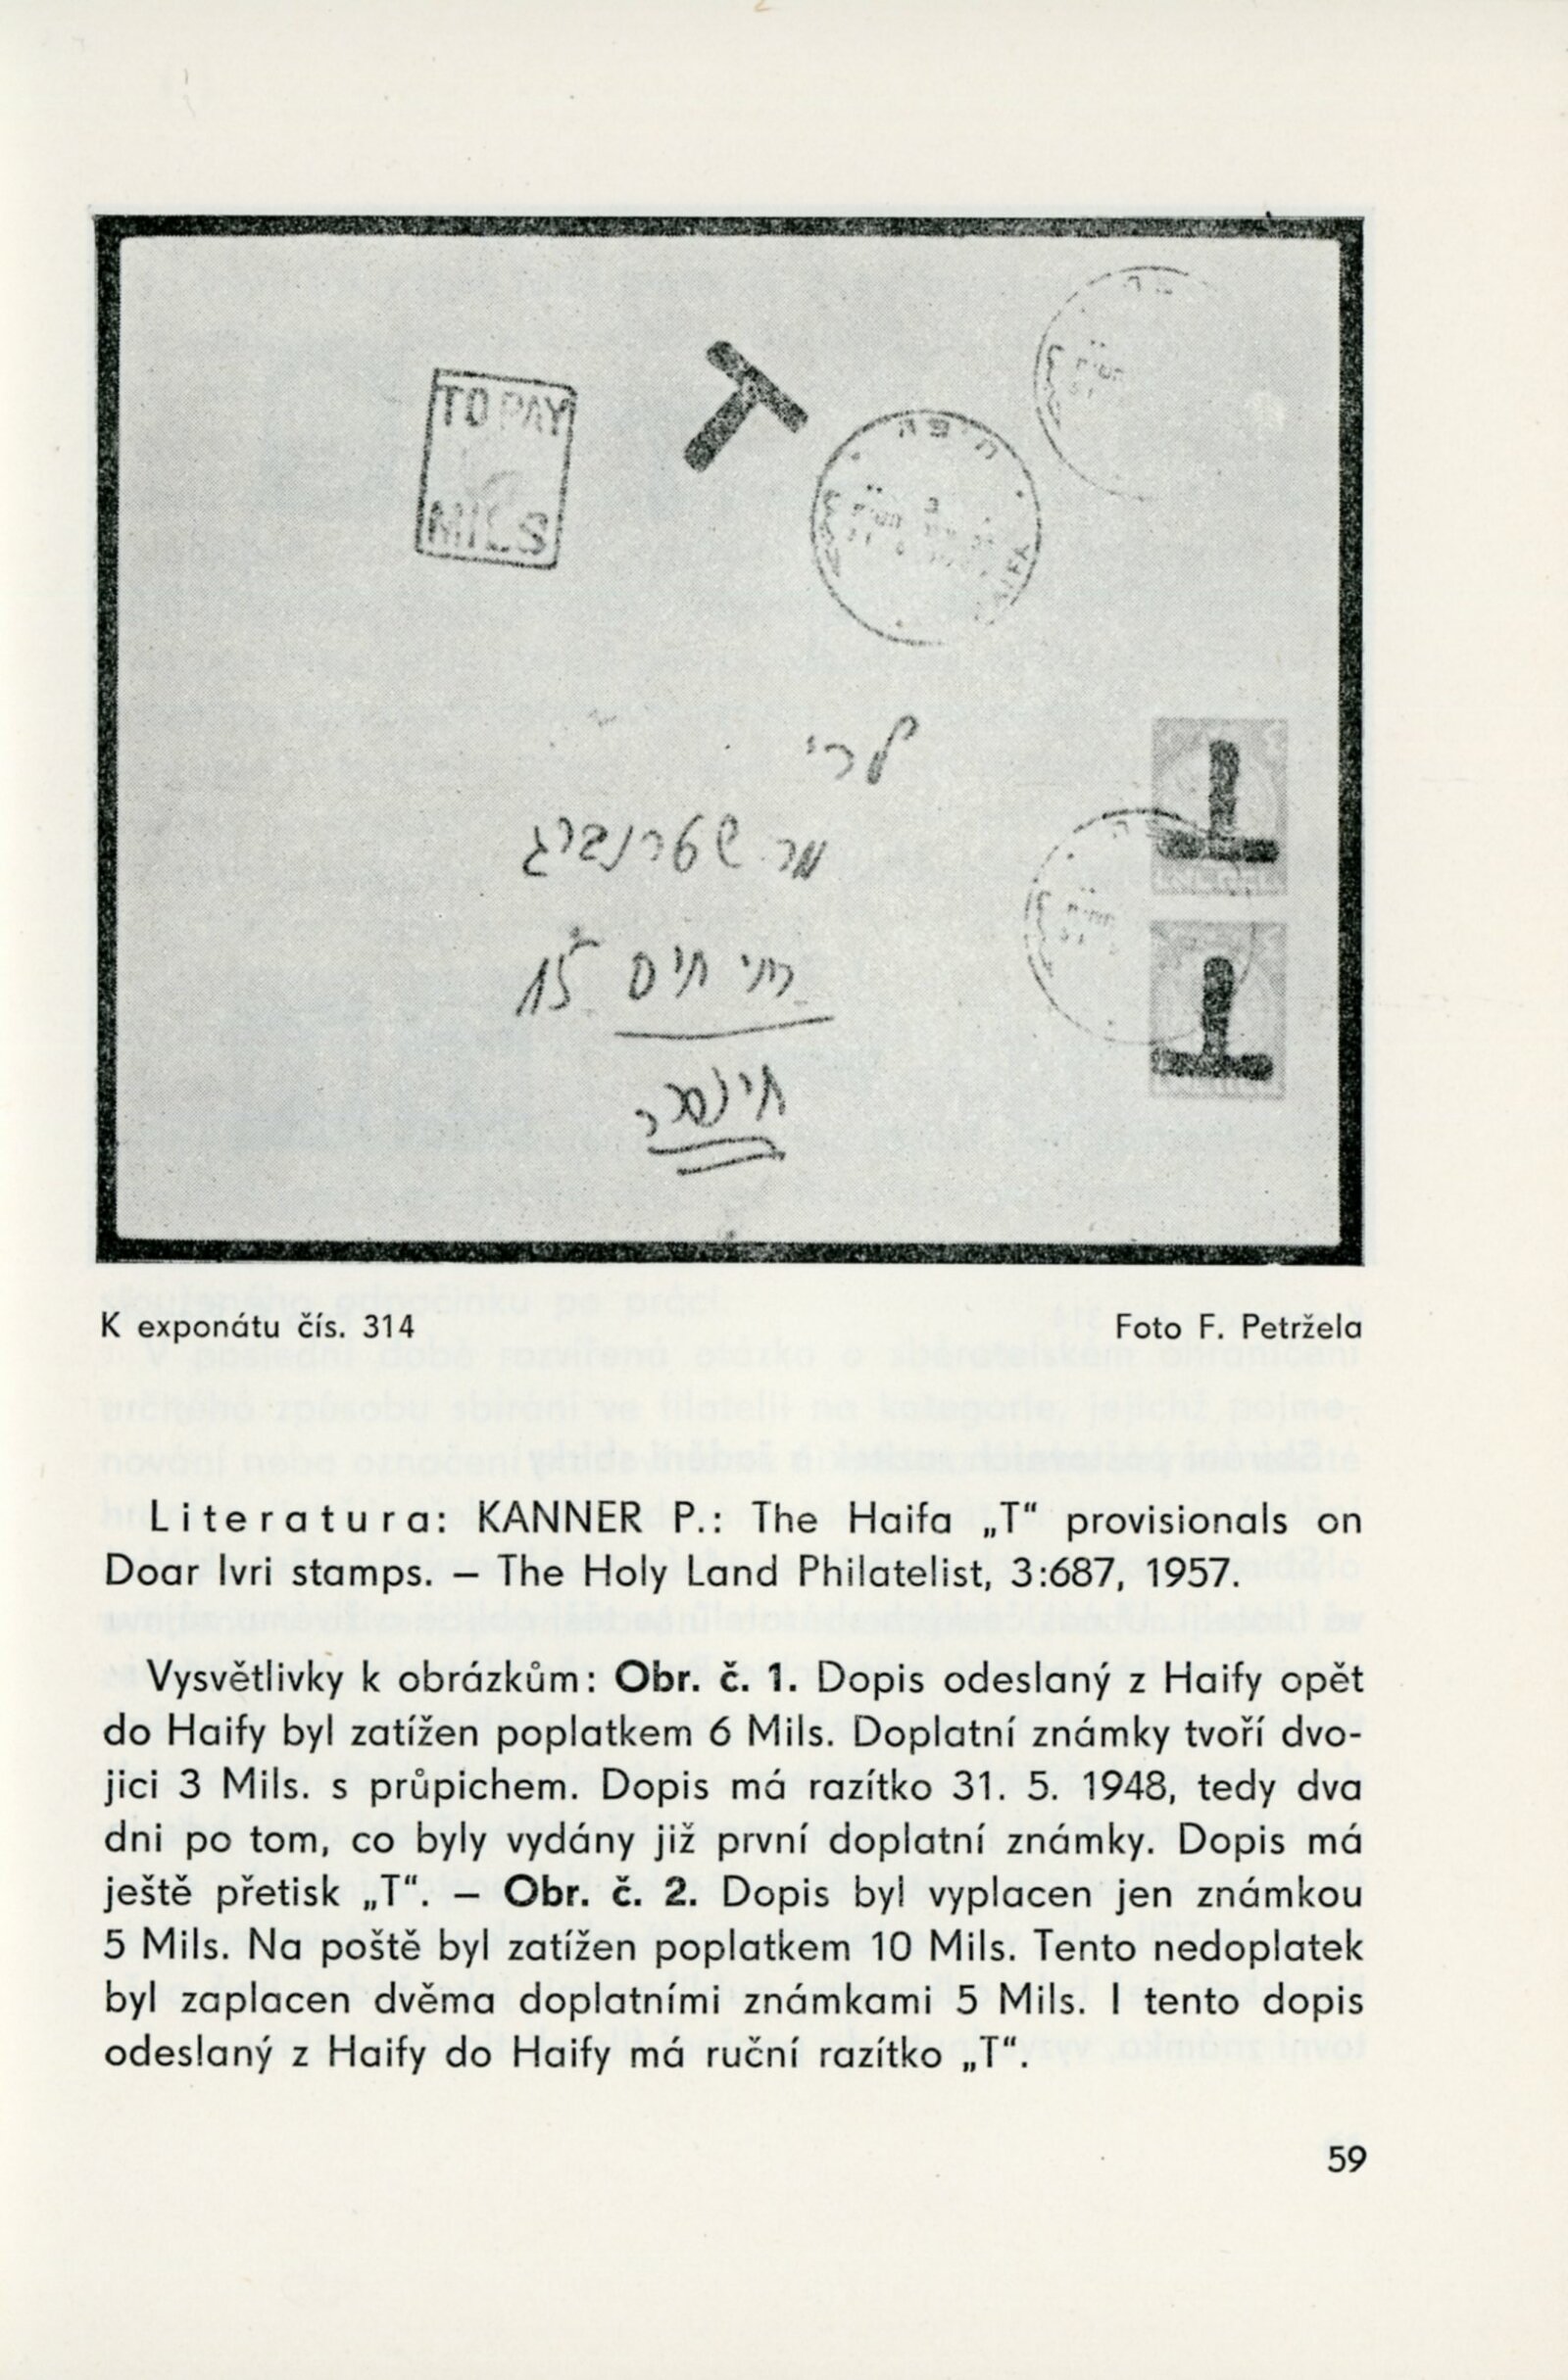 TO PAY
MILS
T
מר שטרנברג
15
K exponátu čís. 314
Foto F. Petržela
Literatura: KANNER P.: The Haifa „T“ provisionals on
Doar Ivri stamps. — The Holy Land Philatelist, 3:687, 1957.
Vysvětlivky k obrázkům: Obr. č. 1. Dopis odeslaný z Haify opět
do Haify byl zatížen poplatkem 6 Mils. Doplatní známky tvoří dvo-
jici 3 Mils. s průpichem. Dopis má razítko 31. 5. 1948, tedy dva
dni po tom, co byly vydány již první doplatní známky. Dopis má
ještě přetisk „T“. — Obr. č. 2. Dopis byl vyplacen jen známkou
5 Mils. Na poště byl zatížen poplatkem 10 Mils. Tento nedoplatek
byl zaplacen dvěma doplatními známkami 5 Mils. I tento dopis
odeslaný z Haify do Haify má ruční razítko „T“.
59